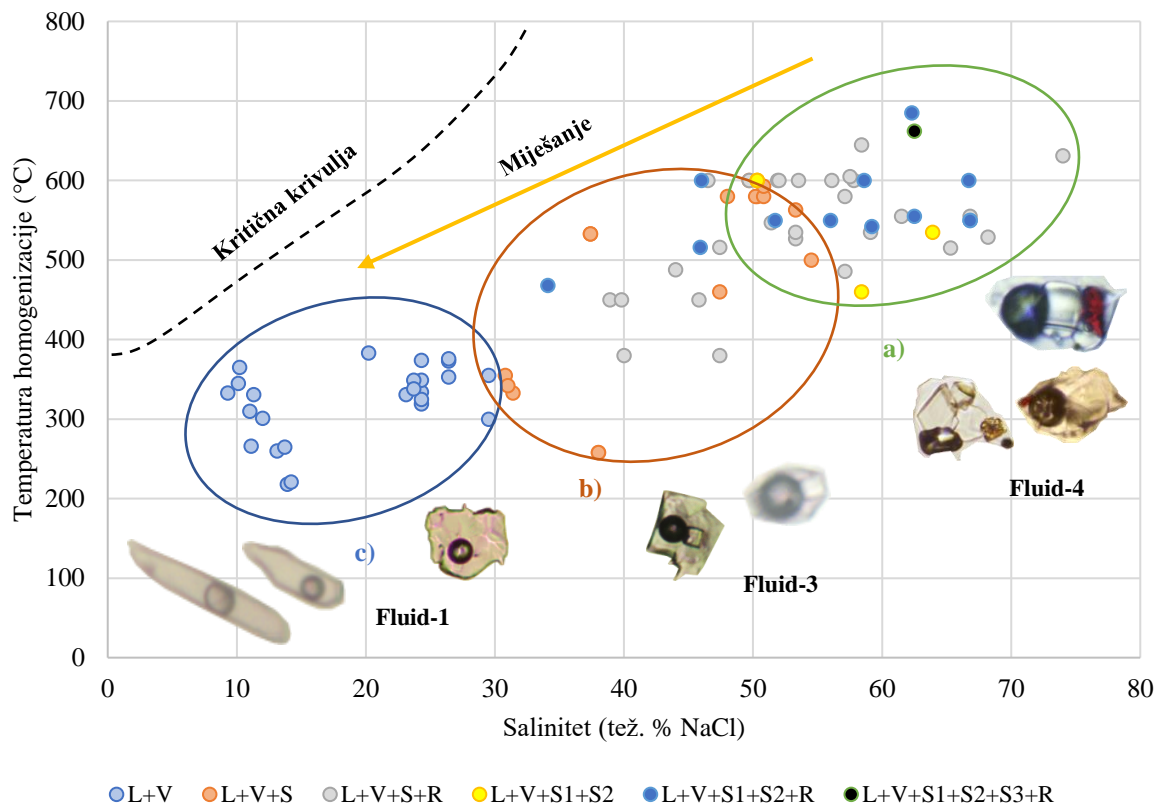 800
700
600
500
400
300
200
100
0
0 10 20 30 40 50 60 70 80
Temperatura homogenizacije (°C)
Salinitet (tež. % NaCl)
Kritična krivulja
Miješanje
a)
b)
c)
Fluid-4
Fluid-3
Fluid-1
L+V L+V+S L+V+S+R L+V+S1+S2 L+V+S1+S2+R L+V+S1+S2+S3+R